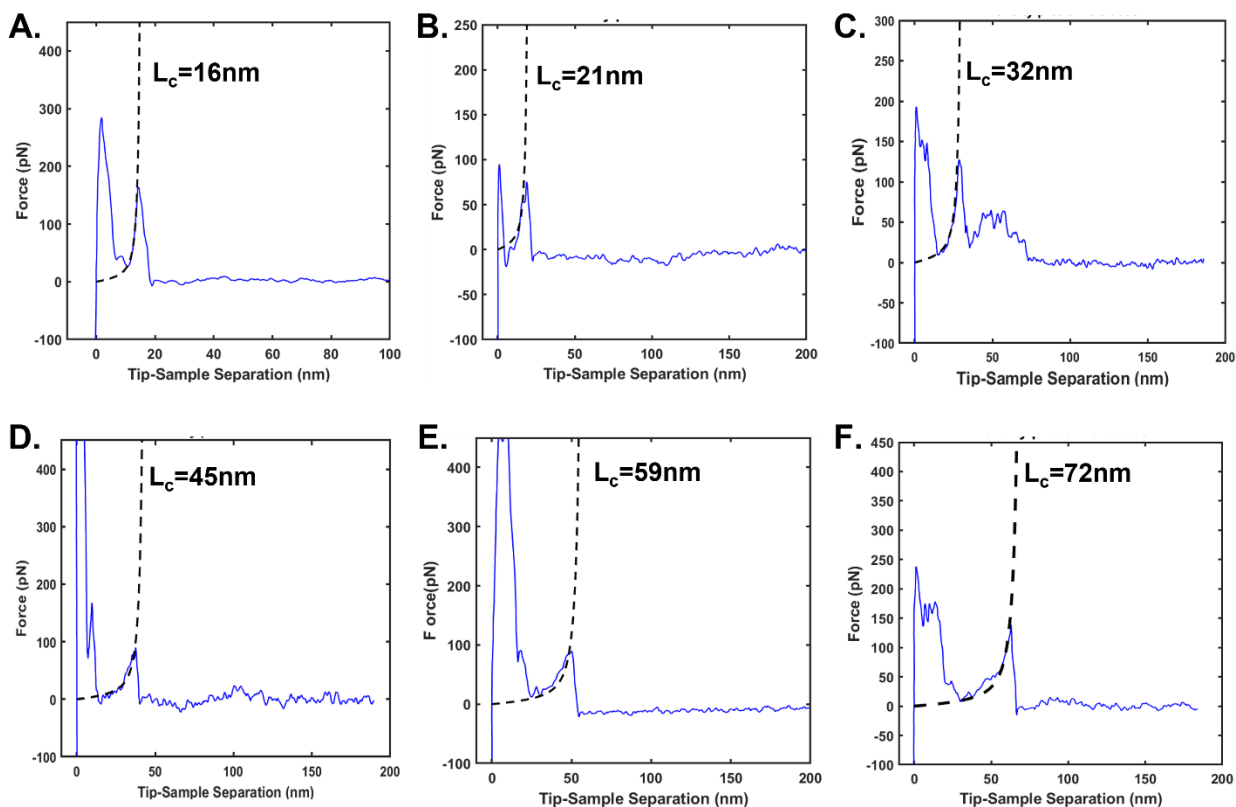 A.
400
300
200
100
0
-100
Force (pN)
Lc=16nm
0 20 40 60 80 100
Tip-Sample Separation (nm)
B.
250
200
150
100
50
0
-50
-100
Force (pN)
Lc=21nm
0 50 100 150 200
Tip-Sample Separation (nm)
C.
300
250
200
150
100
50
0
-50
-100
Force (pN)
Lc=32nm
0 50 100 150 200
Tip-Sample Separation (nm)
D.
400
300
200
100
0
-100
Force (pN)
Lc=45nm
0 50 100 150 200
Tip-Sample Separation (nm)
E.
400
300
200
100
0
-100
F orce(pN)
Lc=59nm
0 50 100 150 200
Tip-Sample Separation (nm)
F.
450
400
350
300
250
200
150
100
50
0
-50
-100
Force (pN)
Lc=72nm
0 50 100 150 200
Tip-Sample Separation (nm)